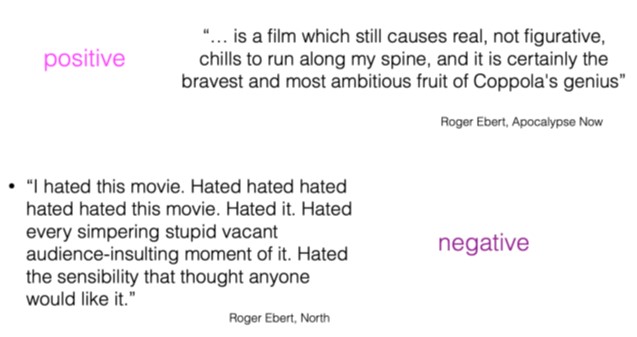 positive
“… is a film which still causes real, not figurative,
chills to run along my spine, and it is certainly the
bravest and most ambitious fruit of Coppola's genius”
Roger Ebert, Apocalypse Now
• “I hated this movie. Hated hated hated
hated hated this movie. Hated it. Hated
every simpering stupid vacant
audience-insulting moment of it. Hated
the sensibility that thought anyone
would like it.”
negative
Roger Ebert, North